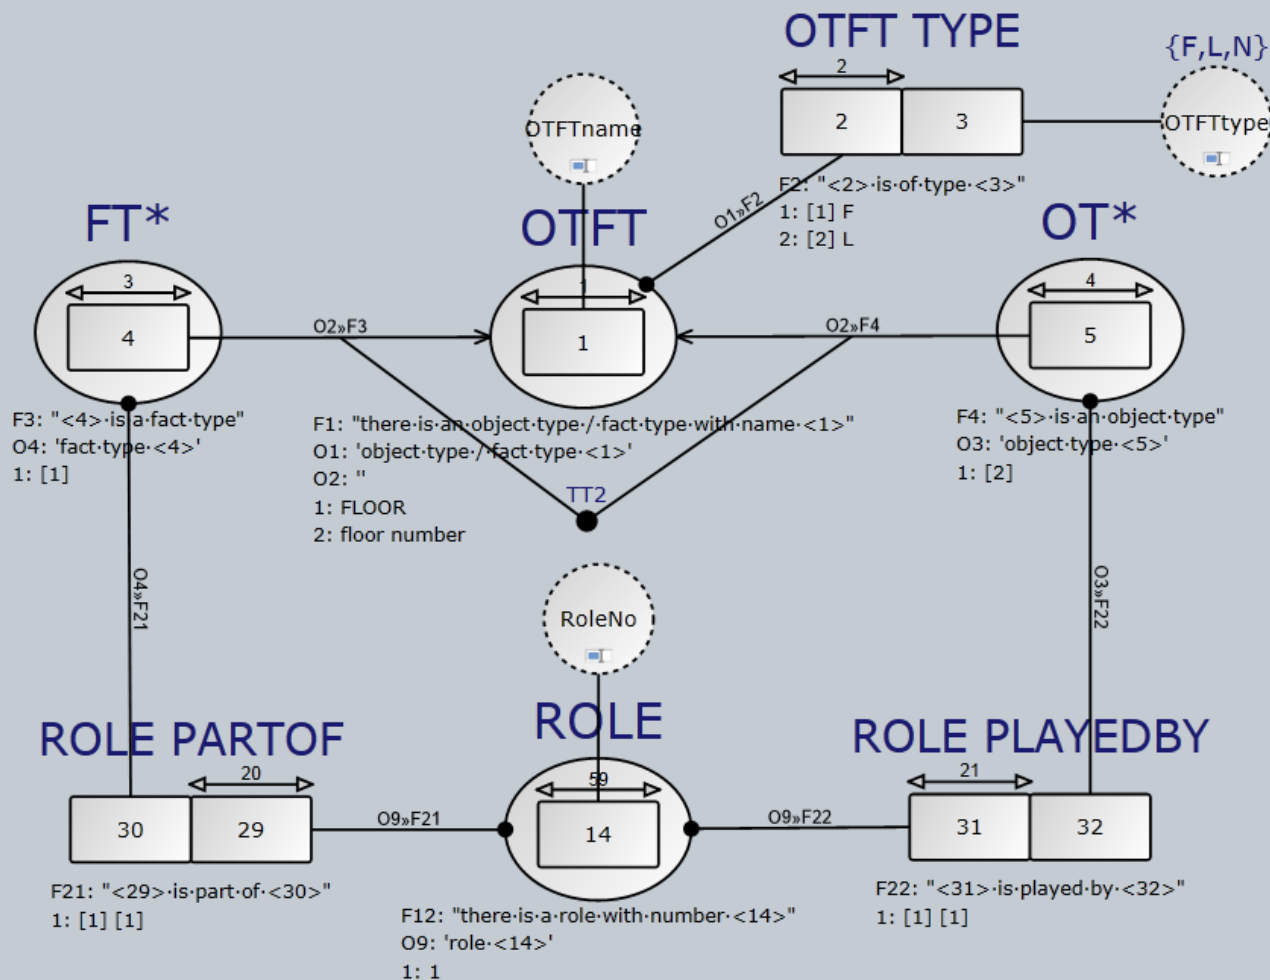 OTFT TYPE
{F,L,N}
2
OTFTname
2
3
OTFTtype
F2: "<2>·is·of·type·<3>"
1: [1] F
2: [2] L
O1»F2
FT*
OTFT
OT*
3
1
4
4
O2»F3
1
O2»F4
5
F3: "<4>·is·a·fact·type"
O4: 'fact·type·<4>'
1: [1]
F1: "there·is·an·object·type·/·fact·type·with·name·<1>"
O1: 'object·type·/·fact·type·<1>'
O2: ''
1: FLOOR
2: floor number
F4: "<5>·is·an·object·type"
O3: 'object·type·<5>'
1: [2]
TT2
O4»F21
O3»F22
RoleNo
ROLE PARTOF
ROLE
ROLE PLAYEDBY
20
59
21
30
29
O9»F21
14
O9»F22
31
32
F21: "<29>·is·part·of·<30>"
1: [1] [1]
F12: "there·is·a·role·with·number·<14>"
O9: 'role·<14>'
1: 1
F22: "<31>·is·played·by·<32>"
1: [1] [1]